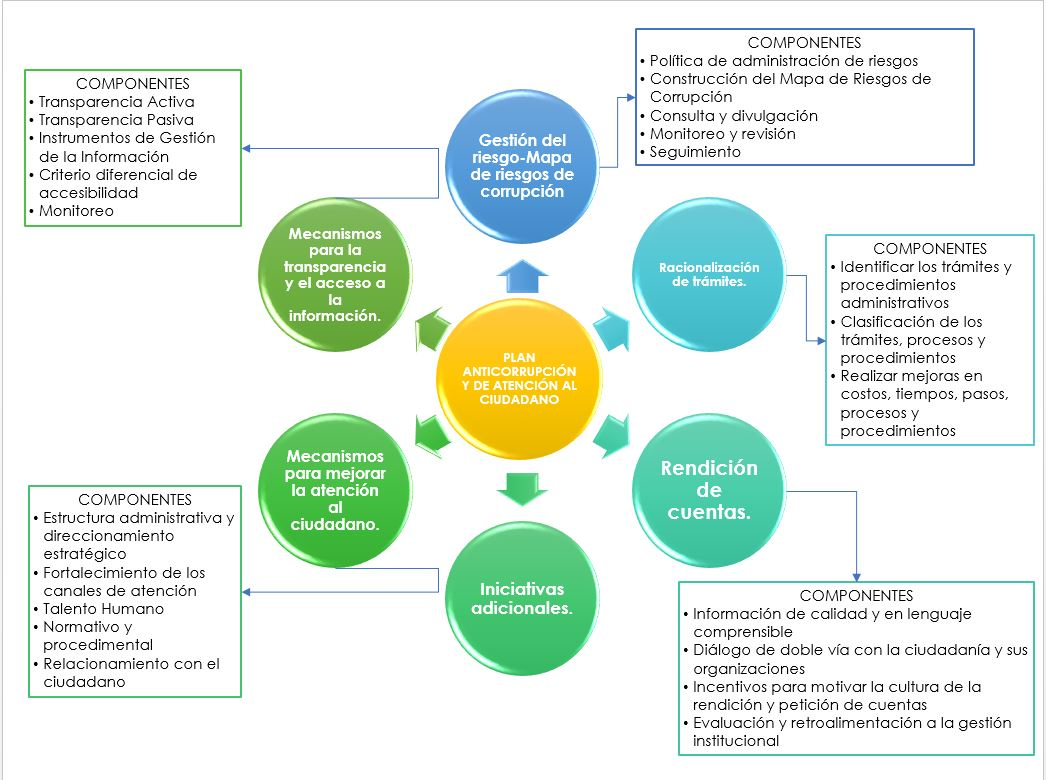 COMPONENTES
• Política de administración de riesgos
• Construcción del Mapa de Riesgos de
Corrupción
• Consulta y divulgación
• Monitoreo y revisión
• Seguimiento
COMPONENTES
• Transparencia Activa
• Transparencia Pasiva
• Instrumentos de Gestión
de la Información
• Criterio diferencial de
accesibilidad
• Monitoreo
Gestión del
riesgo-Mapa
de riesgos de
corrupción
Mecanismos
para la
transparencia
y el acceso a
la
información.
Racionalización
de trámites.
COMPONENTES
• Identificar los trámites y
procedimientos
administrativos
• Clasificación de los
trámites, procesos y
procedimientos
• Realizar mejoras en
costos, tiempos, pasos,
procesos y
procedimientos
PLAN
ANTICORRUPCIÓN
Y DE ATENCIÓN AL
CIUDADANO
Mecanismos
para mejorar
la atención
al
ciudadano.
Rendición
de
cuentas.
COMPONENTES
• Estructura administrativa y
direccionamiento
estratégico
• Fortalecimiento de los
canales de atención
• Talento Humano
• Normativo y
procedimental
• Relacionamiento con el
ciudadano
Iniciativas
adicionales.
COMPONENTES
• Información de calidad y en lenguaje
comprensible
• Diálogo de doble vía con la ciudadanía y sus
organizaciones
• Incentivos para motivar la cultura de la
rendición y petición de cuentas
• Evaluación y retroalimentación a la gestión
institucional